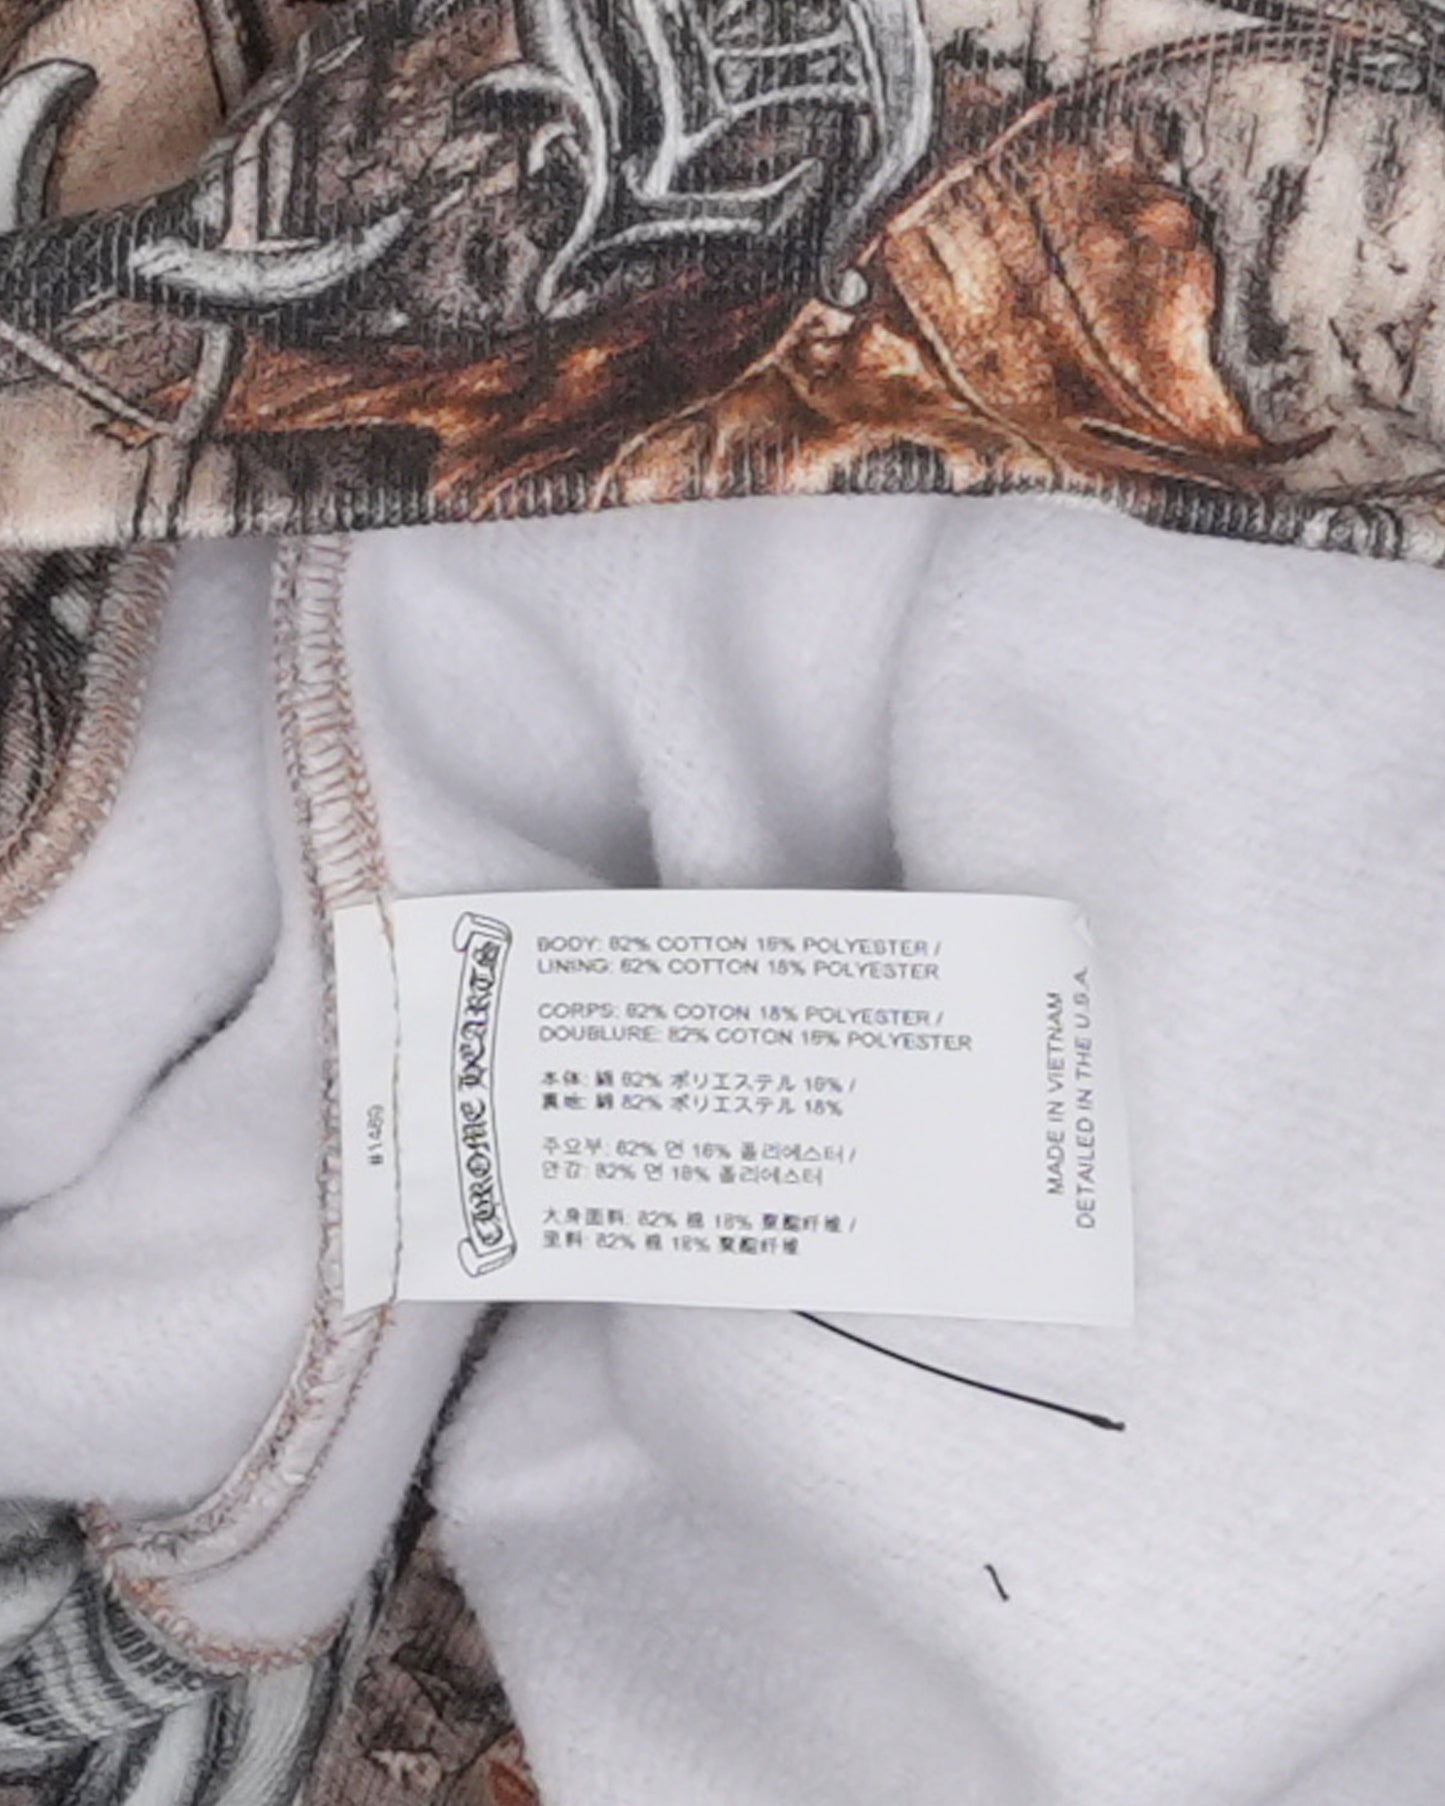 #1489
CHROME HEARTS
BODY: 82% COTTON 18% POLYESTER /
LINING: 82% COTTON 18% POLYESTER
CORPS: 82% COTON 18% POLYESTER /
DOUBLURE: 82% COTON 18% POLYESTER
本体: 綿 82% ポリエステル 18% /
裏地: 綿 82% ポリエステル 18%
주요부: 82% 면 18% 폴리에스터 /
안감: 82% 면 18% 폴리에스터
大身面料: 82% 棉 18% 聚酯纤维 /
里料: 82% 棉 18% 聚酯纤维
MADE IN VIETNAM
DETAILED IN THE U.S.A.